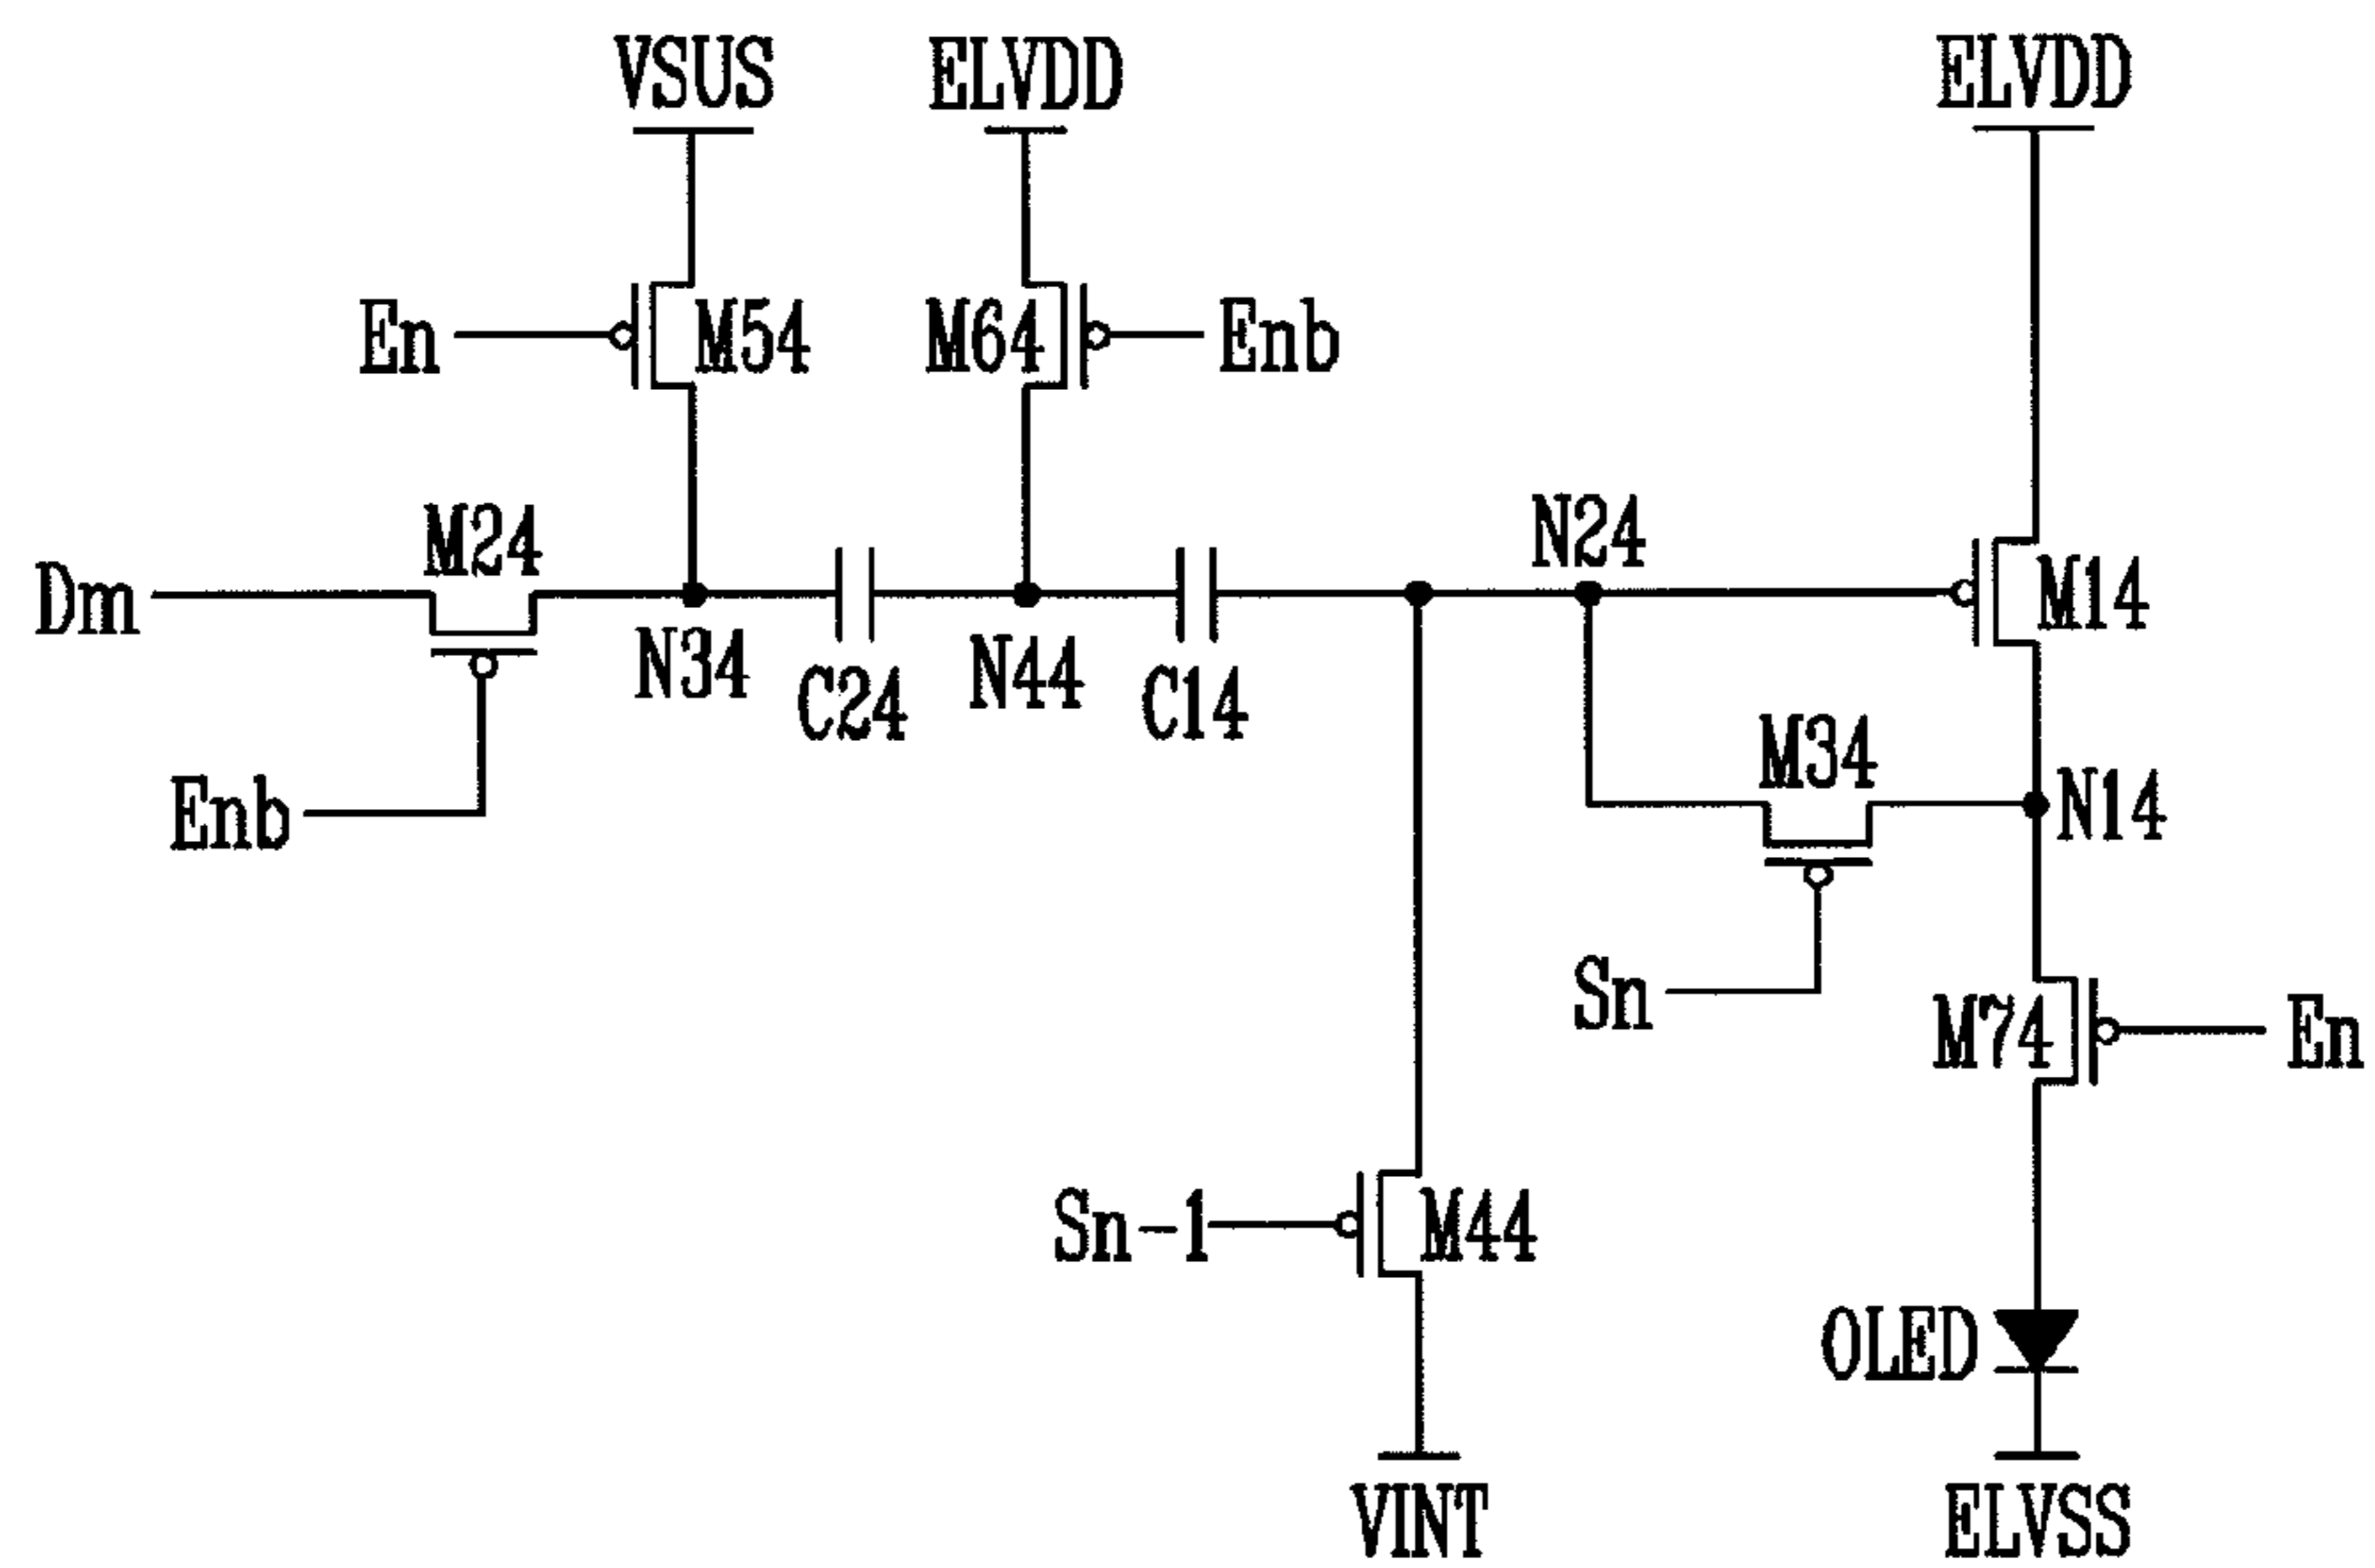 VSUS
ELVDD
ELVDD
En
M54
M64
Enb
M24
N24
Dm
M14
N34
N44
C24
C14
M34
N14
Enb
Sn
M74
En
Sn-1
M44
OLED
VINT
ELVSS